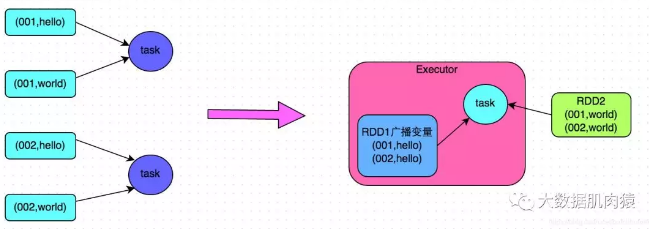 (001,hello)
task
(001,world)
(002,hello)
task
(002,world)
Executor
task
RDD1广播变量
(001,hello)
(002,hello)
RDD2
(001,world)
(002,world)
大数据肌肉猿